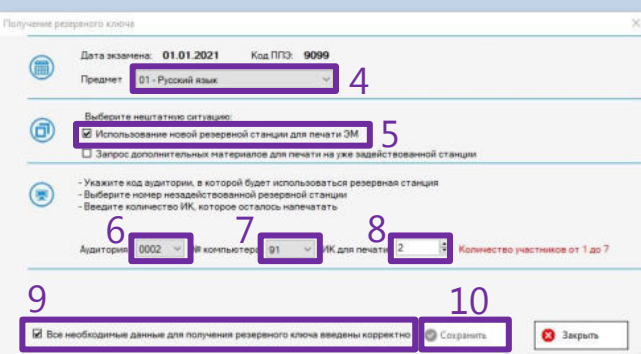 Получение резервного ключа
Дата экзамена: 01.01.2021 Код ППЭ: 9099
Предмет 01 - Русский язык 4
Выберите нештатную ситуацию:
Использование новой резервной станции для печати ЭМ 5
Запрос дополнительных материалов для печати на уже задействованной станции
- Укажите код аудитории, в которой будет использоваться резервная станция
- Выберите номер незадействованной резервной станции
- Введите количество ИК, которое осталось напечатать
6 7 8
Аудитория 0002 № компьютера 91 ИК для печати 2 Количество участников от 1 до 7
9 10
Все необходимые данные для получения резервного ключа введены корректно Сохранить Закрыть